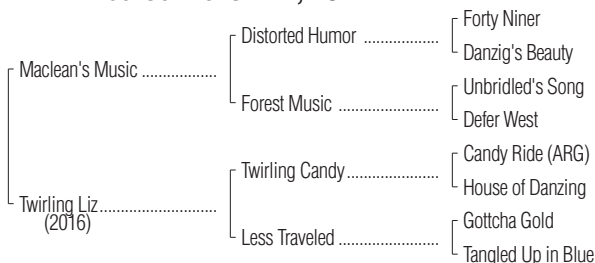 Maclean's Music ..................
Distorted Humor ..................
Forty Niner
Danzig's Beauty
Forest Music ........................
Unbridled's Song
Defer West
Twirling Liz............................
(2016)
Twirling Candy......................
Candy Ride (ARG)
House of Danzing
Less Traveled ........................
Gottcha Gold
Tangled Up in Blue